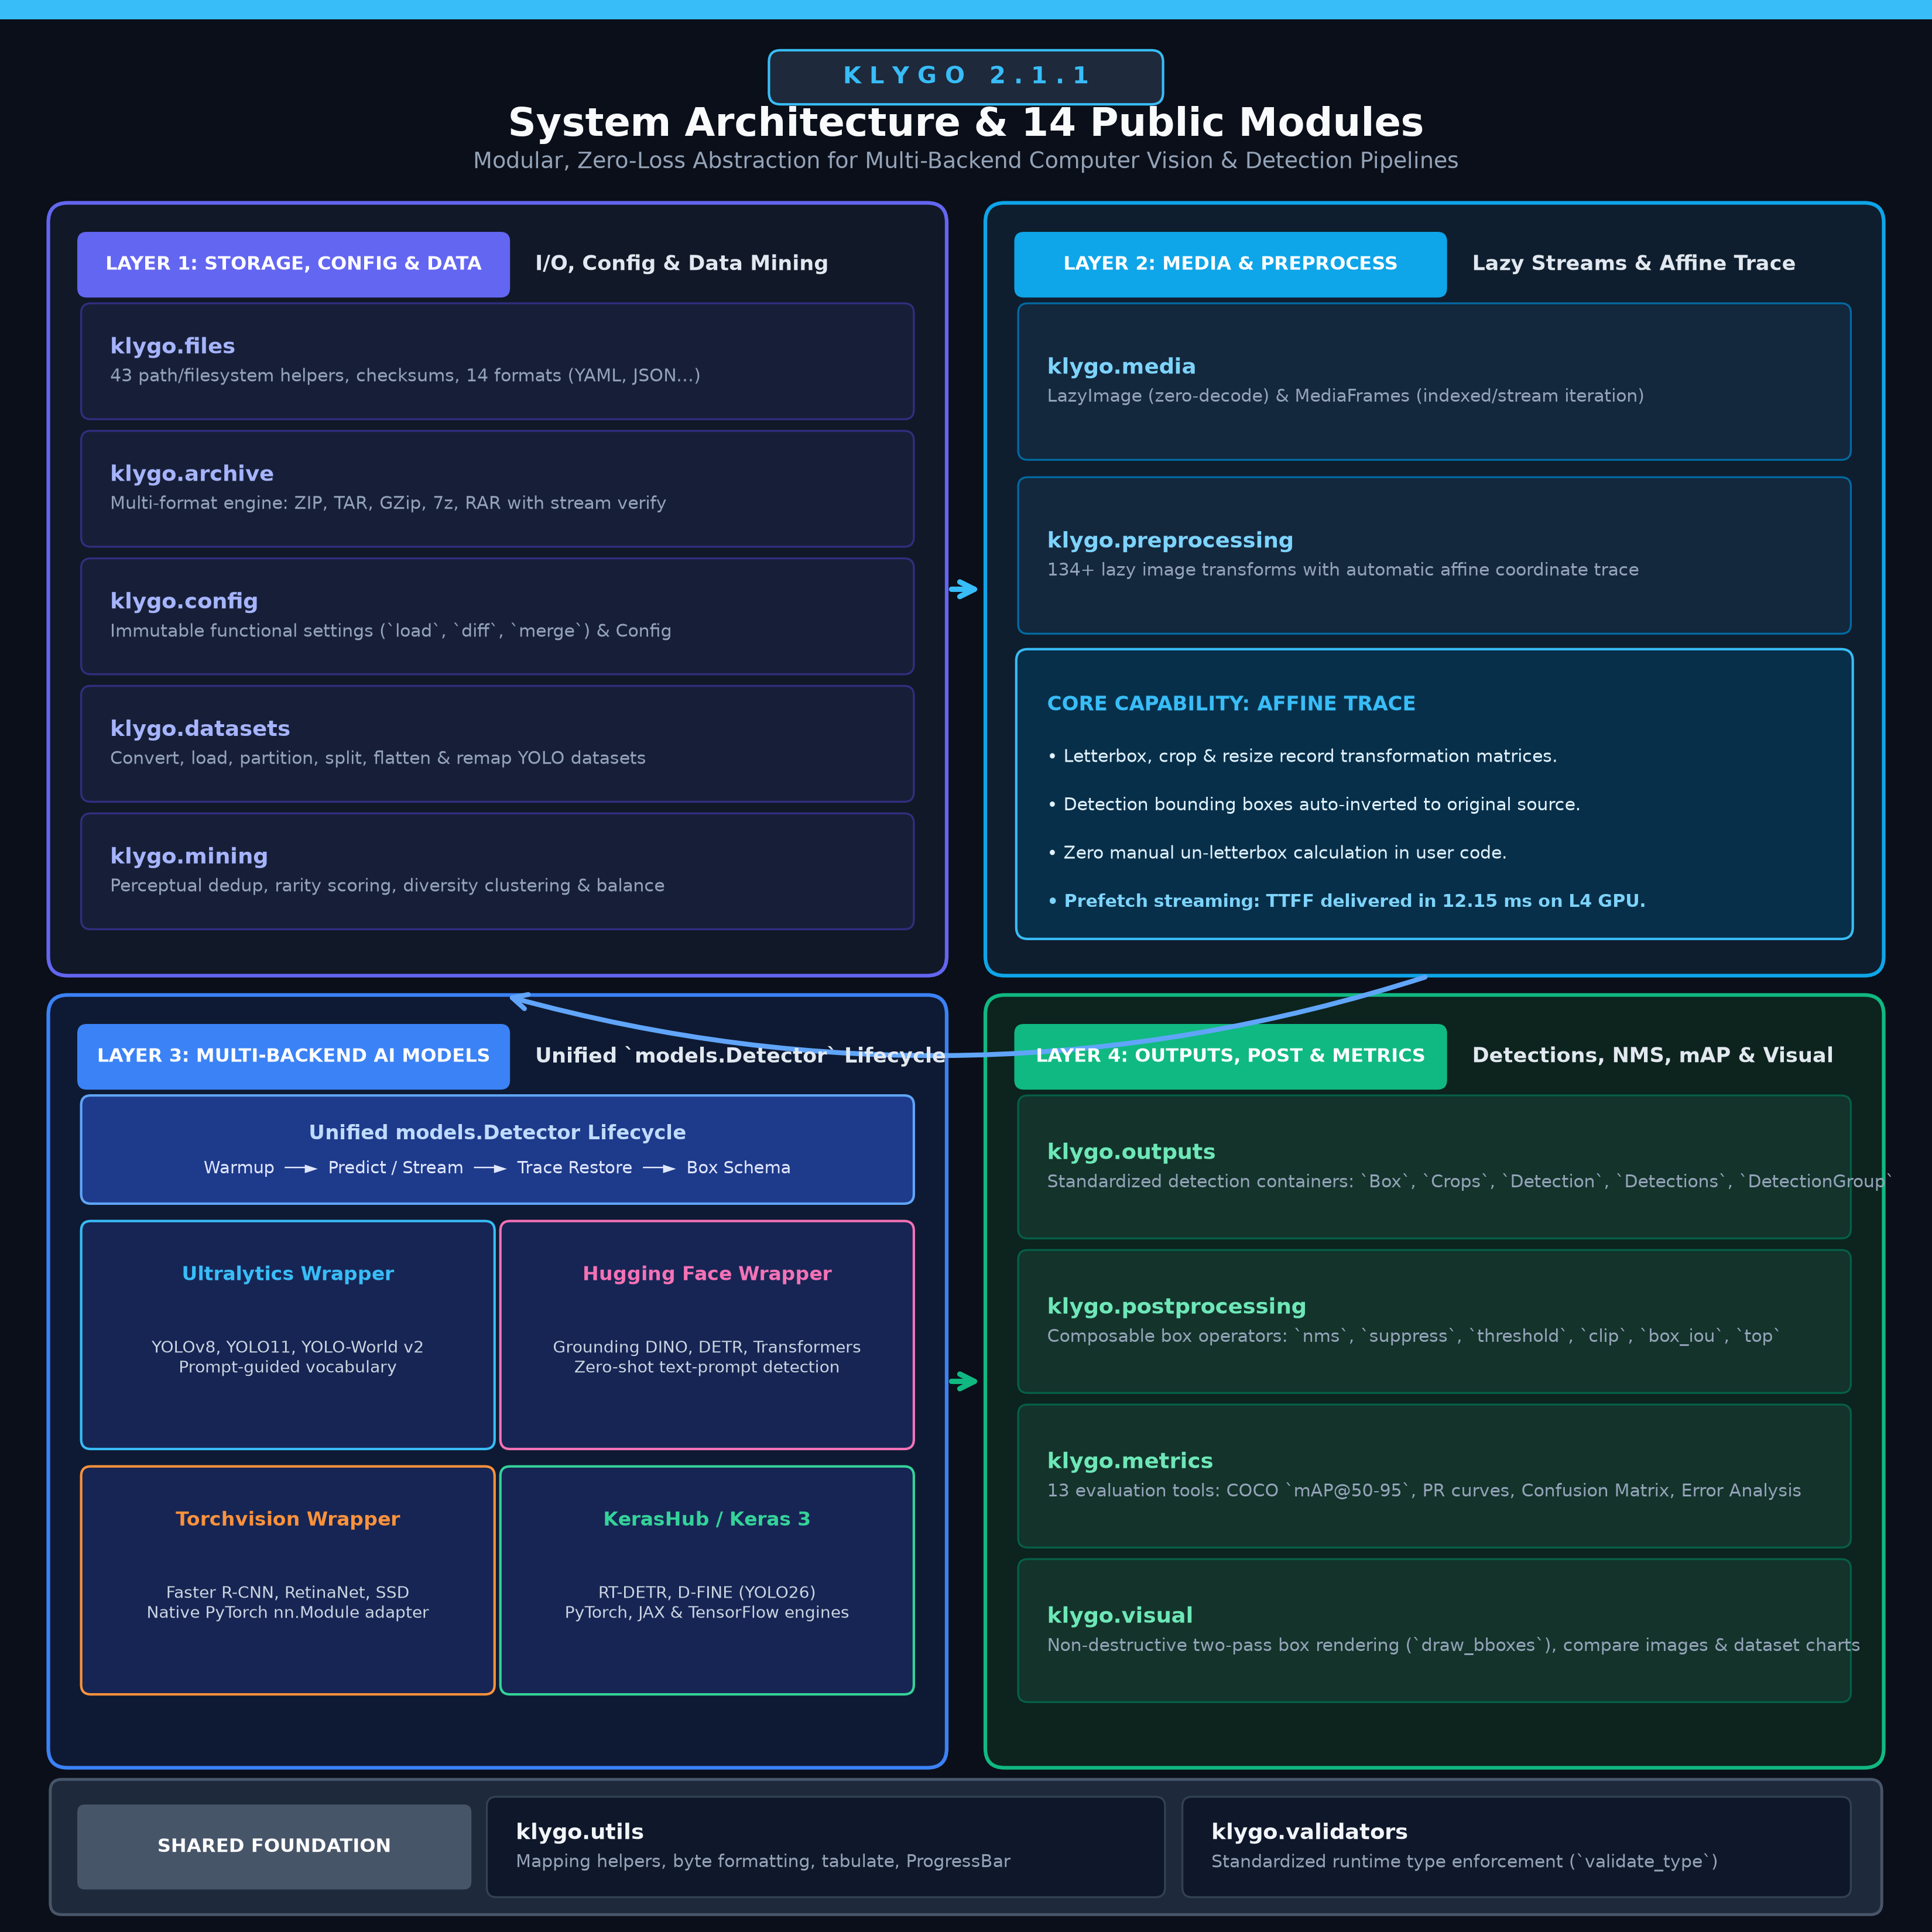 KLYGO 2.1.1
System Architecture & 14 Public Modules
Modular, Zero-Loss Abstraction for Multi-Backend Computer Vision & Detection Pipelines
LAYER 1: STORAGE, CONFIG & DATA
I/O, Config & Data Mining
klygo.files
43 path/filesystem helpers, checksums, 14 formats (YAML, JSON...)
klygo.archive
Multi-format engine: ZIP, TAR, GZip, 7z, RAR with stream verify
klygo.config
Immutable functional settings (`load`, `diff`, `merge`) & Config
klygo.datasets
Convert, load, partition, split, flatten & remap YOLO datasets
klygo.mining
Perceptual dedup, rarity scoring, diversity clustering & balance
LAYER 2: MEDIA & PREPROCESS
Lazy Streams & Affine Trace
klygo.media
LazyImage (zero-decode) & MediaFrames (indexed/stream iteration)
klygo.preprocessing
134+ lazy image transforms with automatic affine coordinate trace
CORE CAPABILITY: AFFINE TRACE
• Letterbox, crop & resize record transformation matrices.
• Detection bounding boxes auto-inverted to original source.
• Zero manual un-letterbox calculation in user code.
• Prefetch streaming: TTFF delivered in 12.15 ms on L4 GPU.
LAYER 3: MULTI-BACKEND AI MODELS
Unified `models.Detector` Lifecycle
Unified models.Detector Lifecycle
Warmup ──► Predict / Stream ──► Trace Restore ──► Box Schema
Ultralytics Wrapper
YOLOv8, YOLO11, YOLO-World v2
Prompt-guided vocabulary
Hugging Face Wrapper
Grounding DINO, DETR, Transformers
Zero-shot text-prompt detection
Torchvision Wrapper
Faster R-CNN, RetinaNet, SSD
Native PyTorch nn.Module adapter
KerasHub / Keras 3
RT-DETR, D-FINE (YOLO26)
PyTorch, JAX & TensorFlow engines
LAYER 4: OUTPUTS, POST & METRICS
Detections, NMS, mAP & Visual
klygo.outputs
Standardized detection containers: `Box`, `Crops`, `Detection`, `Detections`, `DetectionGroup`
klygo.postprocessing
Composable box operators: `nms`, `suppress`, `threshold`, `clip`, `box_iou`, `top`
klygo.metrics
13 evaluation tools: COCO `mAP@50-95`, PR curves, Confusion Matrix, Error Analysis
klygo.visual
Non-destructive two-pass box rendering (`draw_bboxes`), compare images & dataset charts
SHARED FOUNDATION
klygo.utils
Mapping helpers, byte formatting, tabulate, ProgressBar
klygo.validators
Standardized runtime type enforcement (`validate_type`)